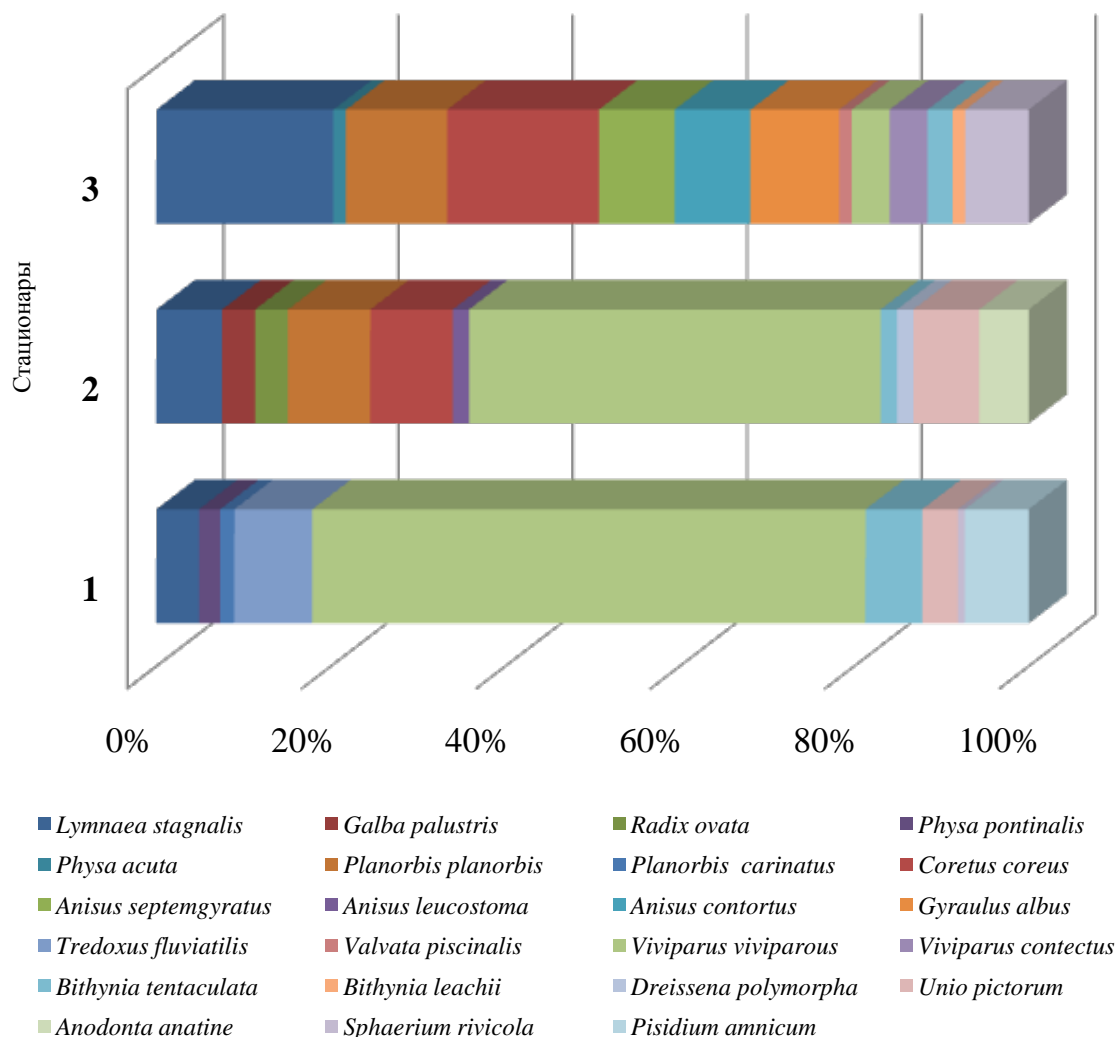 Стационары
3
2
1
0% 20% 40% 60% 80% 100%
Lymnaea stagnalis Galba palustris Radix ovata Physa pontinalis
Physa acuta Planorbis planorbis Planorbis carinatus Coretus coreus
Anisus septemgyratus Anisus leucostoma Anisus contortus Gyraulus albus
Tredoxus fluviatilis Valvata piscinalis Viviparus viviparous Viviparus contectus
Bithynia tentaculata Bithynia leachii Dreissena polymorpha Unio pictorum
Anodonta anatine Sphaerium rivicola Pisidium amnicum